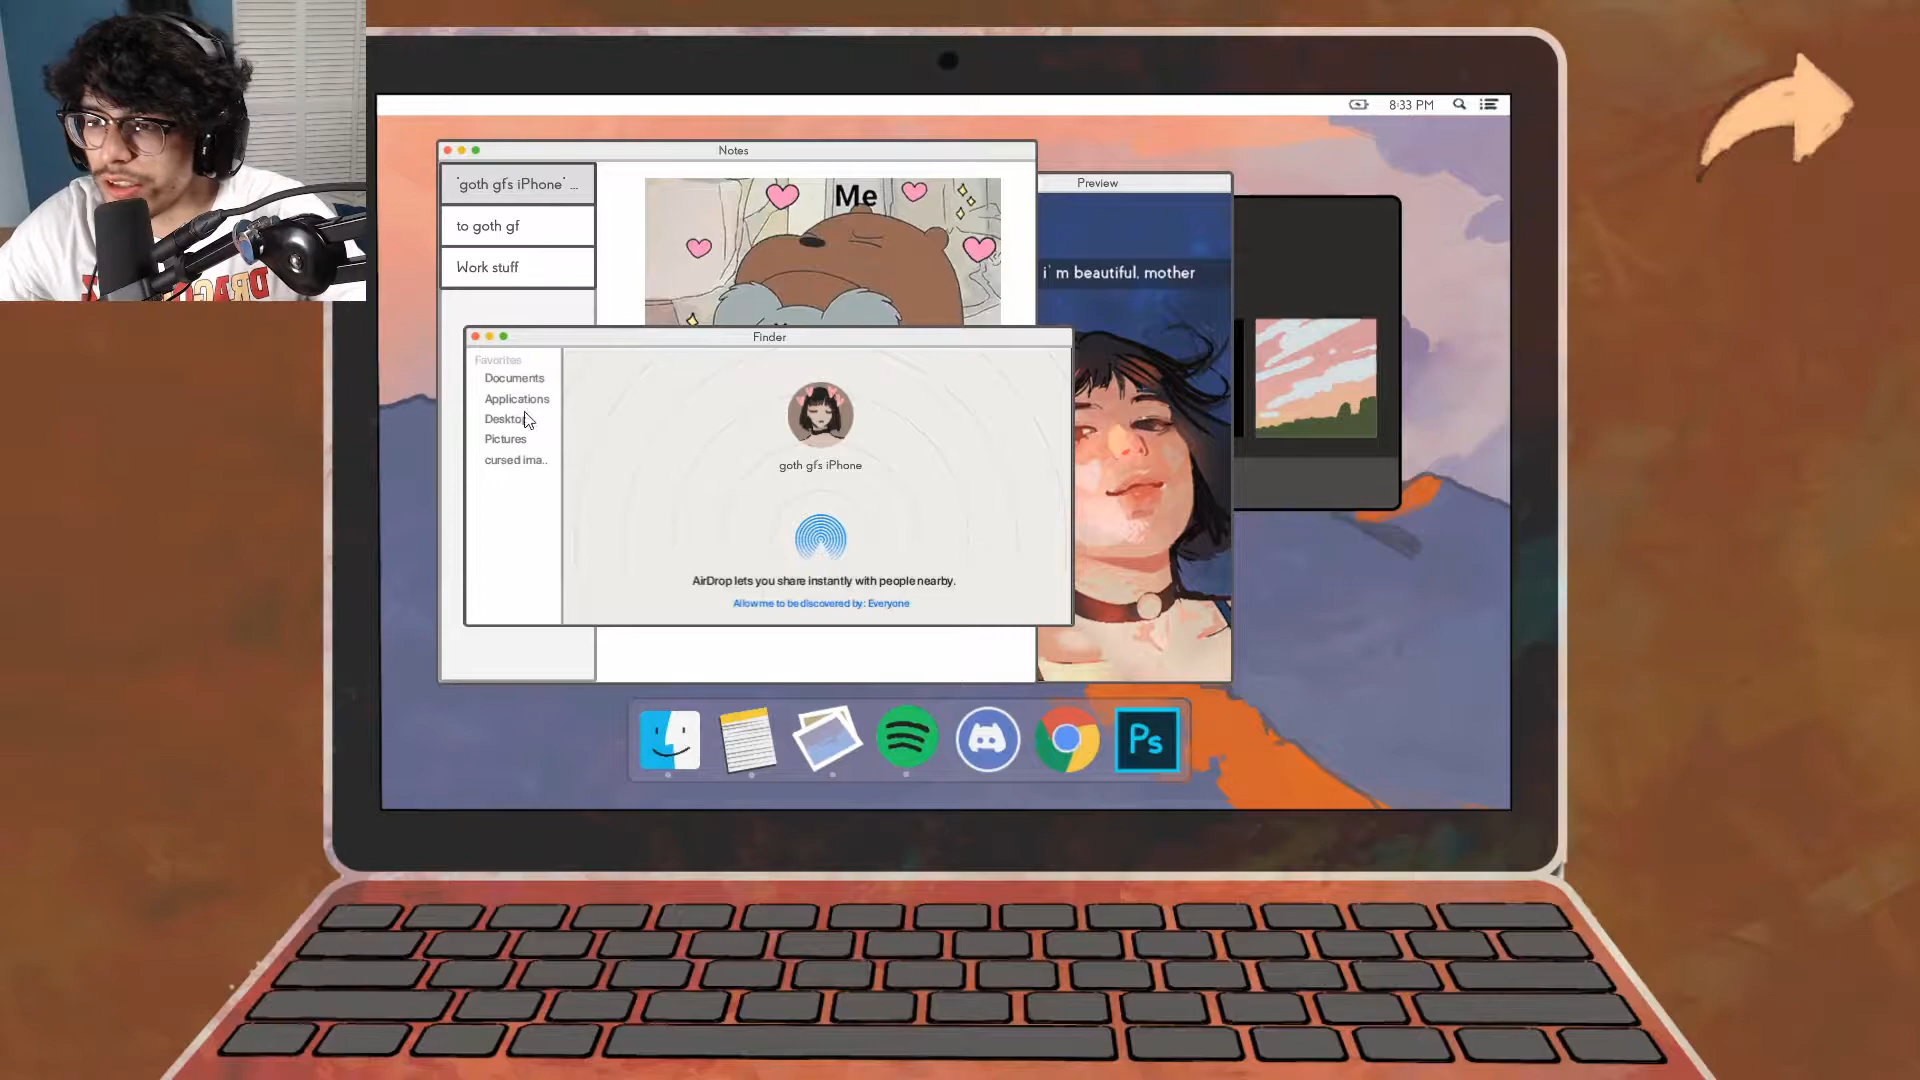 8:33 PM
Notes
"goth gfs iPhone" ...
to goth gf
Work stuff
Me
Preview
i'm beautiful, mother
Finder
Favorites
Documents
Applications
Desktop
Pictures
cursed ima..
goth gfs iPhone
AirDrop lets you share instantly with people nearby.
Allow me to be discovered by: Everyone
Ps